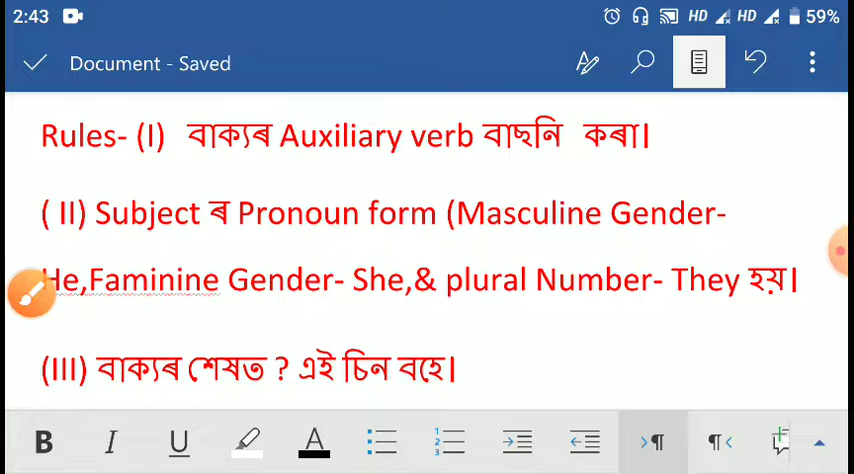 2:43 HD HD 59%
Document - Saved
Rules- (I) বাক্যৰ Auxiliary verb বাছনি কৰা।
( II) Subject ৰ Pronoun form (Masculine Gender-
He,Faminine Gender- She,& plural Number- They হয়।
(III) বাক্যৰ শেষত ? এই চিন বহে।
B I U A